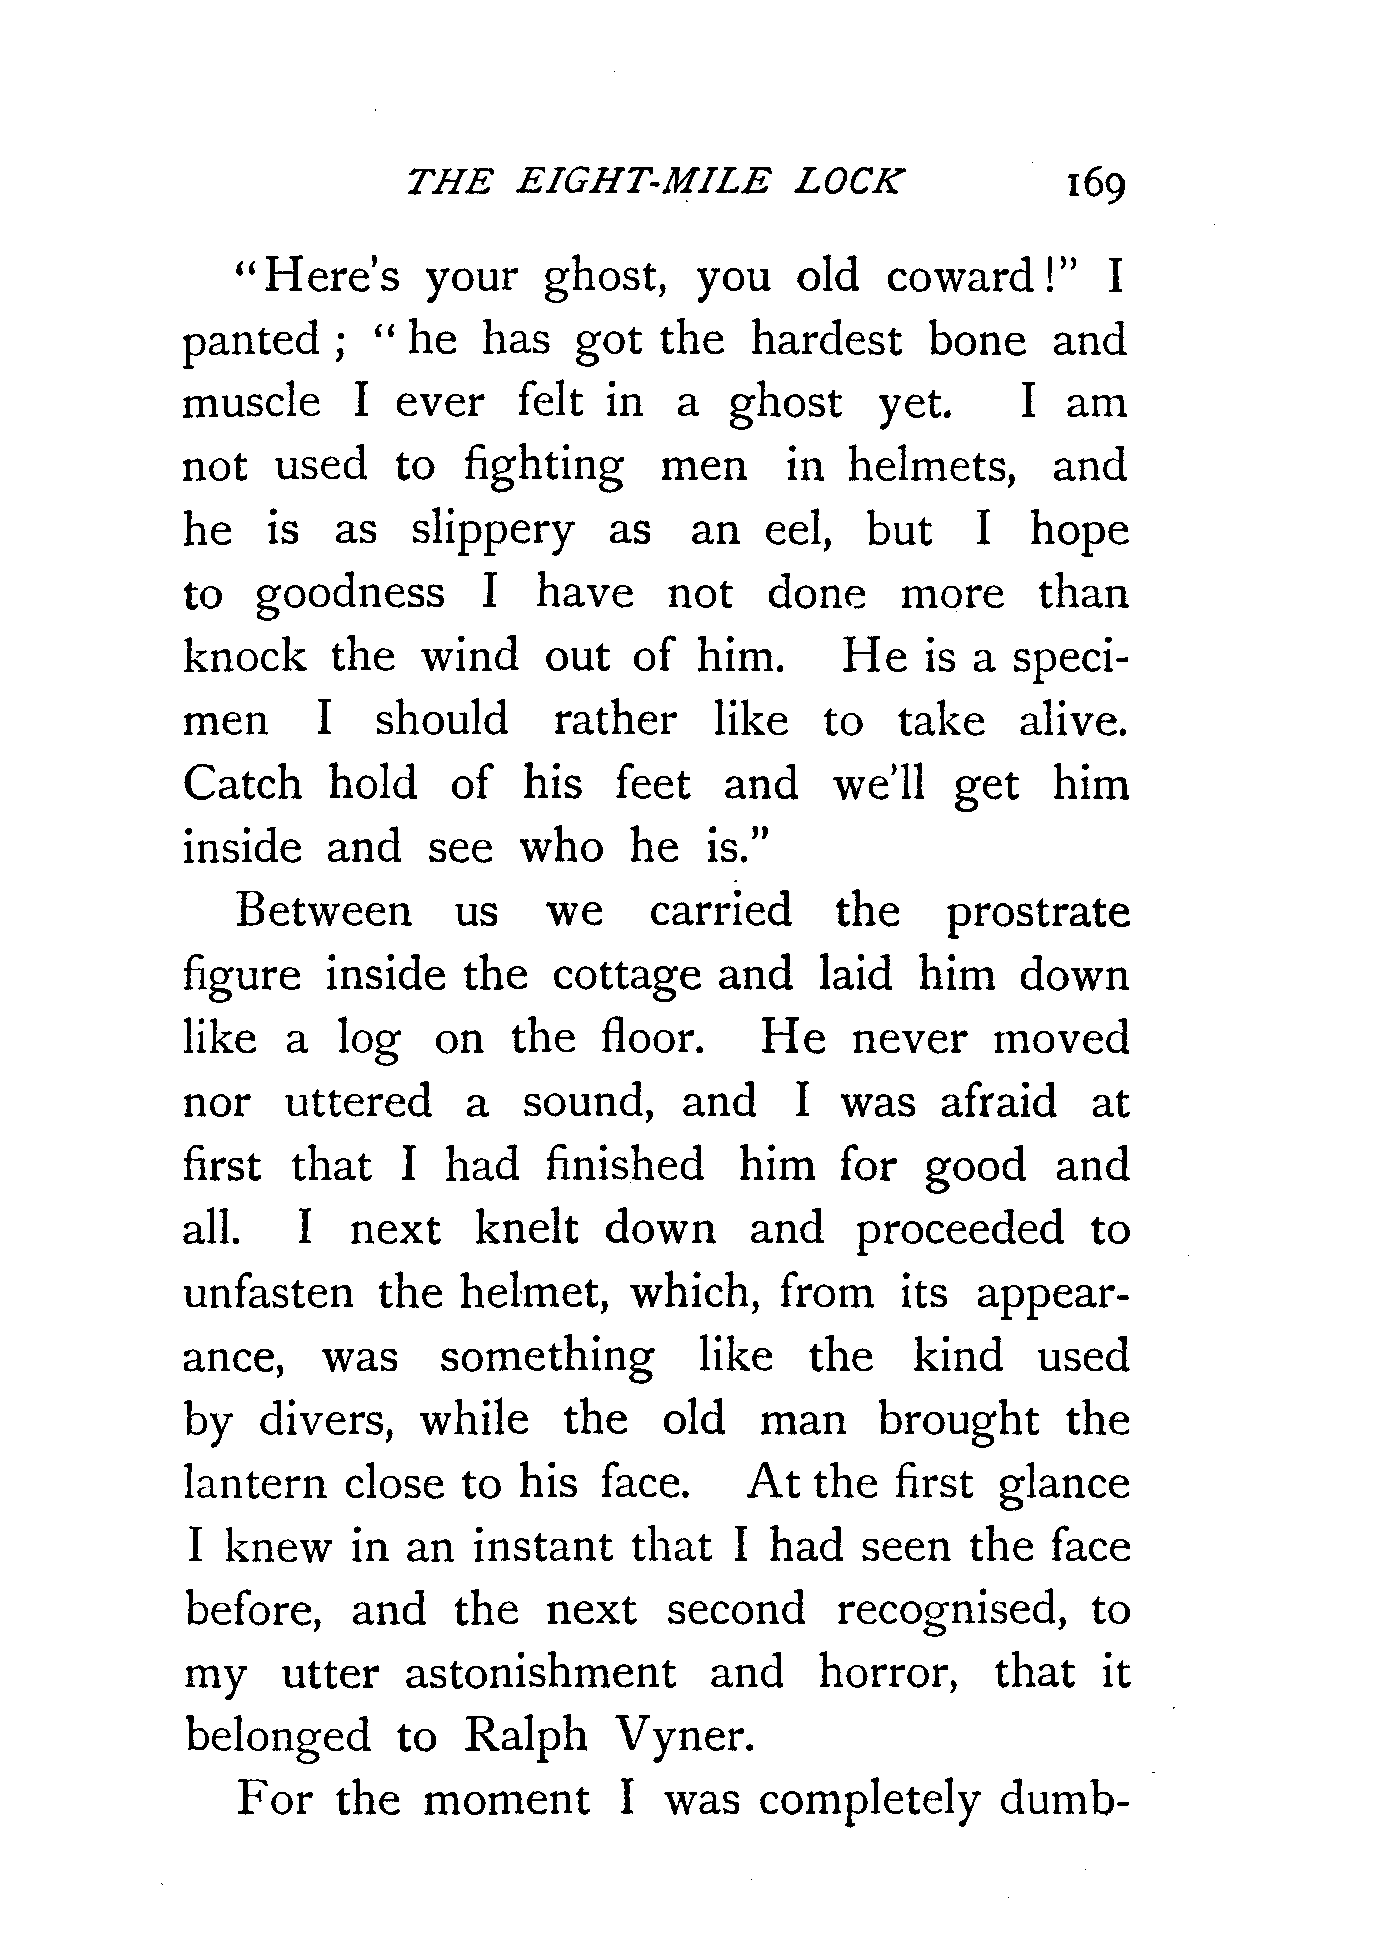 THE EIGHT-MILE LOCK 169
"Here's your ghost, you old coward!" I
panted; "he has got the hardest bone and
muscle I ever felt in a ghost yet. I am
not used to fighting men in helmets, and
he is as slippery as an eel, but I hope
to goodness I have not done more than
knock the wind out of him. He is a speci-
men I should rather like to take alive.
Catch hold of his feet and we'll get him
inside and see who he is."
Between us we carried the prostrate
figure inside the cottage and laid him down
like a log on the floor. He never moved
nor uttered a sound, and I was afraid at
first that I had finished him for good and
all. I next knelt down and proceeded to
unfasten the helmet, which, from its appear-
ance, was something like the kind used
by divers, while the old man brought the
lantern close to his face. At the first glance
I knew in an instant that I had seen the face
before, and the next second recognised, to
my utter astonishment and horror, that it
belonged to Ralph Vyner.
For the moment I was completely dumb-